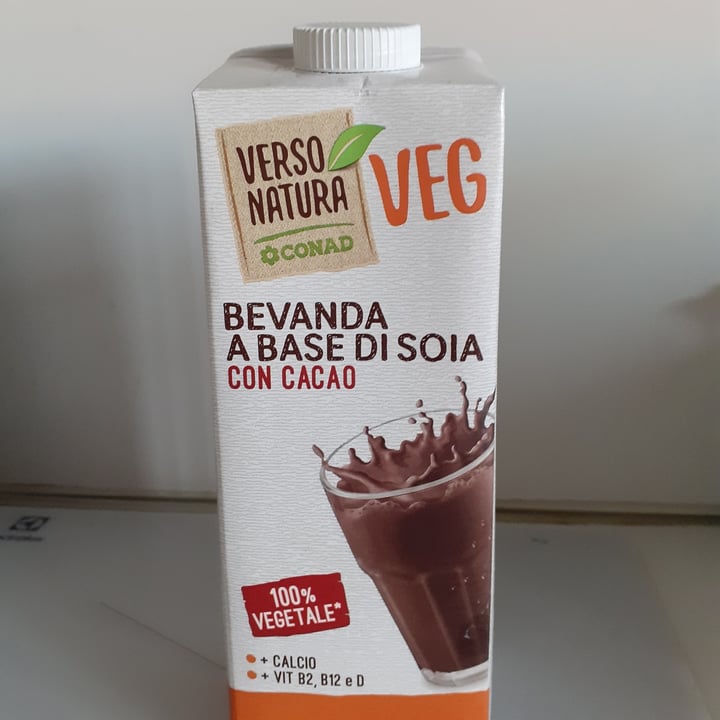 VERSO
NATURA
CONAD
VEG
BEVANDA
A BASE DI SOIA
CON CACAO
100%
VEGETALE*
+ CALCIO
+ VIT B2, B12 e D